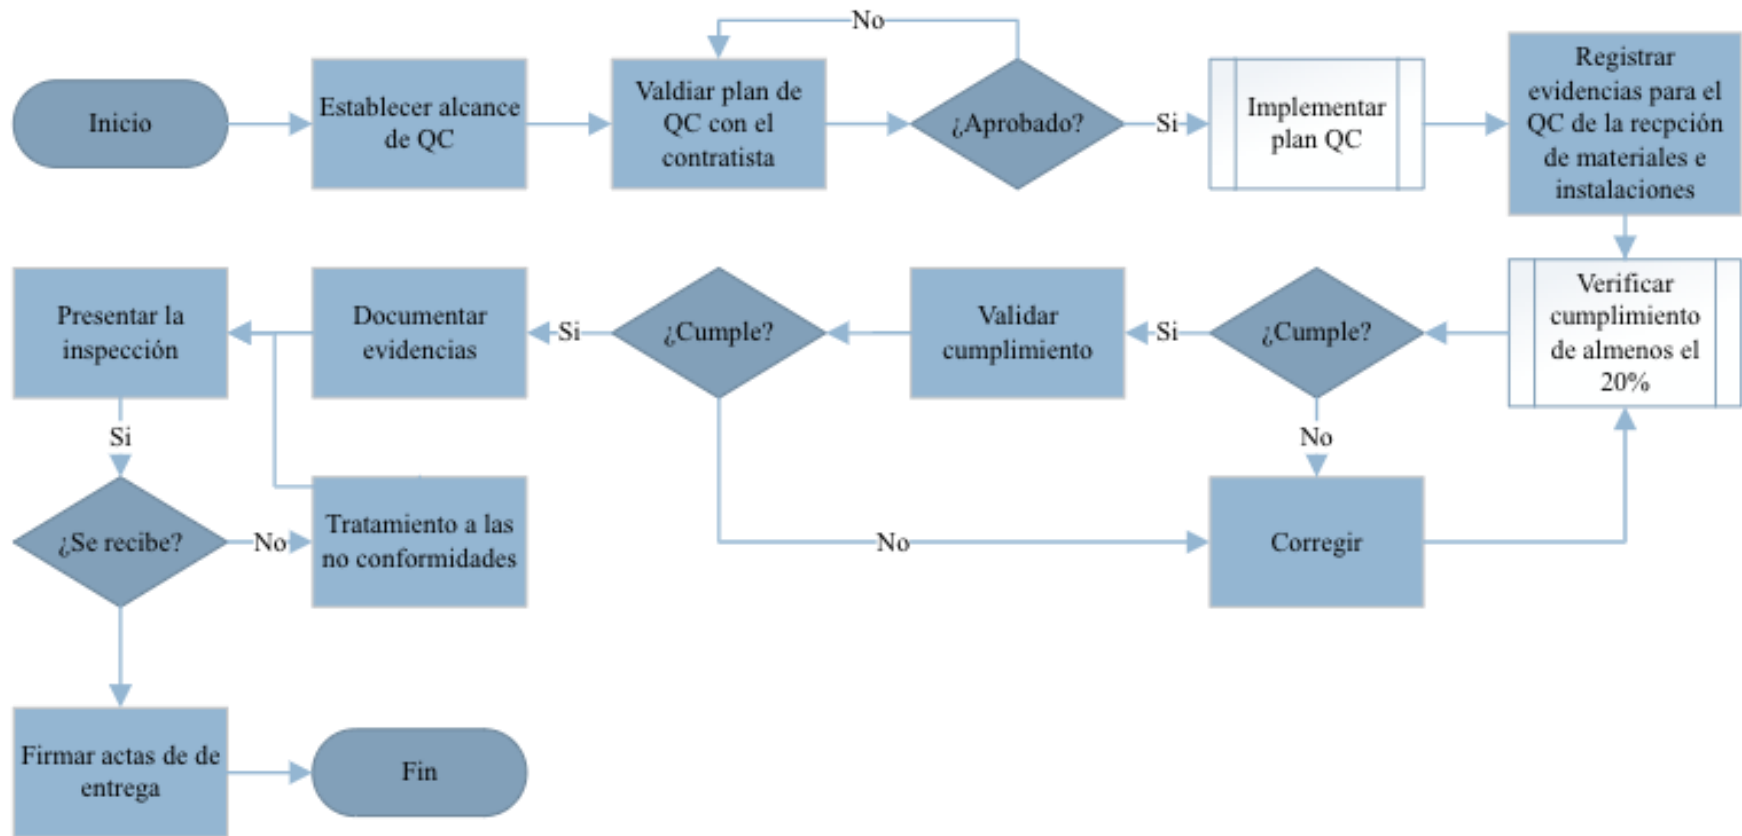 No
Inicio
Establecer alcance
de QC
Valdiar plan de
QC con el
contratista
¿Aprobado?
Si
Implementar
plan QC
Registrar
evidencias para el
QC de la recpción
de materiales e
instalaciones
Verificar
cumplimiento
de almenos el
20%
¿Cumple?
Si
Validar
cumplimiento
¿Cumple?
Si
Documentar
evidencias
Presentar la
inspección
Si
No
¿Se recibe?
No
Tratamiento a las
no conformidades
No
Corregir
Firmar actas de de
entrega
Fin